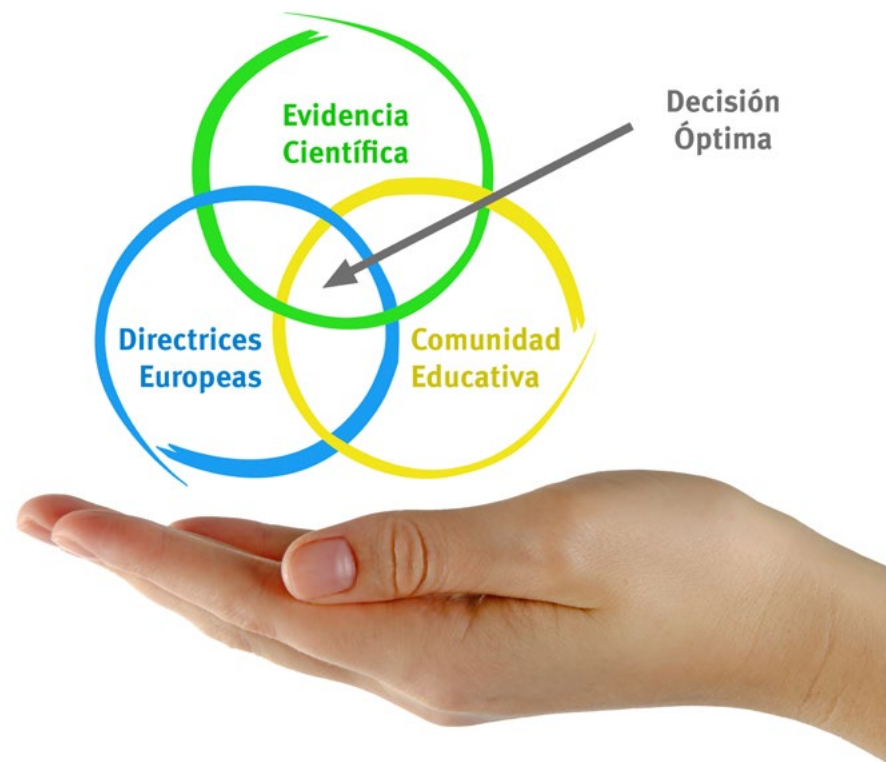 Evidencia
Científica
Decisión
Óptima
Directrices
Europeas
Comunidad
Educativa